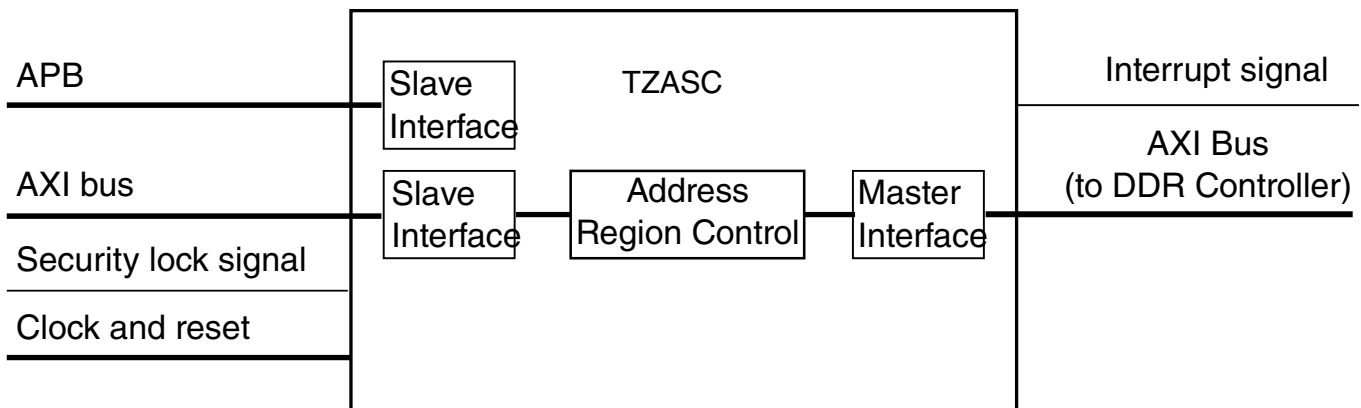 APB
Slave
Interface
TZASC
Interrupt signal
AXI bus
Slave
Interface
Address
Region Control
Master
Interface
AXI Bus
(to DDR Controller)
Security lock signal
Clock and reset